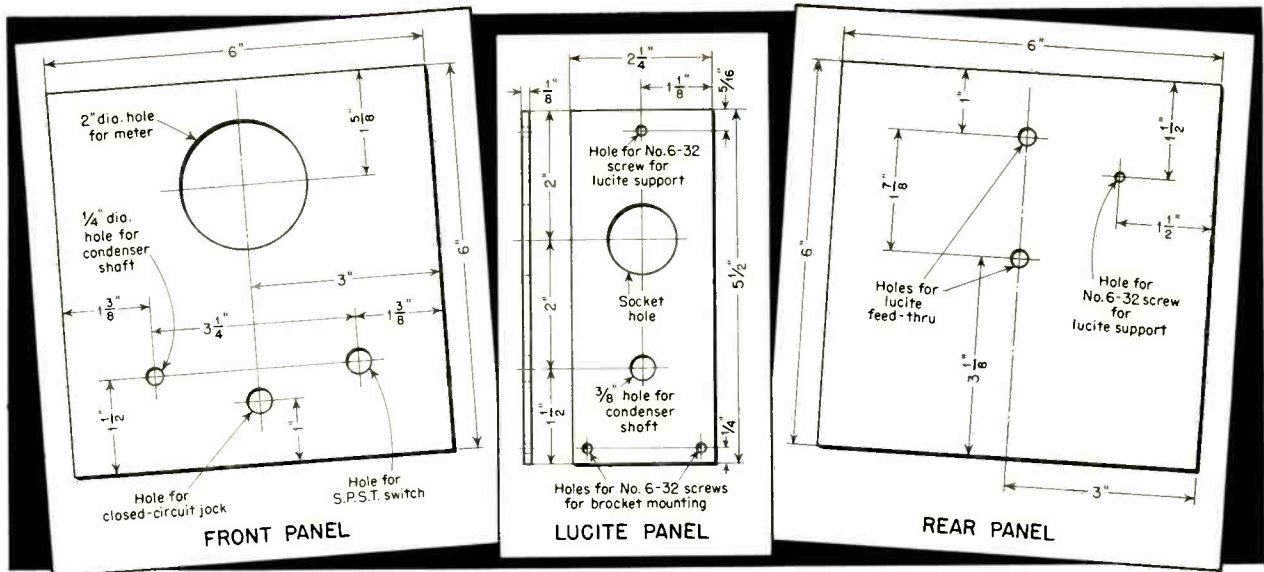 6"
2" dia. hole
for meter
1 5/8"
1/4" dia.
hole for
condenser
shaft
6"
3"
1 3/8"
3 1/4"
1 3/8"
1 1/2"
1"
Hole for
closed-circuit jack
Hole for
S.P.S.T. switch
FRONT PANEL
2 1/4"
1/8"
1 1/8"
5/16"
Hole for No. 6-32
screw for
lucite support
2"
Socket
hole
2"
5 1/2"
3/8" hole for
condenser
shaft
1 1/2"
1/4"
Holes for No. 6-32 screws
for brocket mounting
LUCITE PANEL
6"
1"
1 1/2"
1 7/8"
6"
1 1/2"
Holes for
lucite
feed-thru
Hole for
No. 6-32 screw
for
lucite support
3 1/8"
3"
REAR PANEL